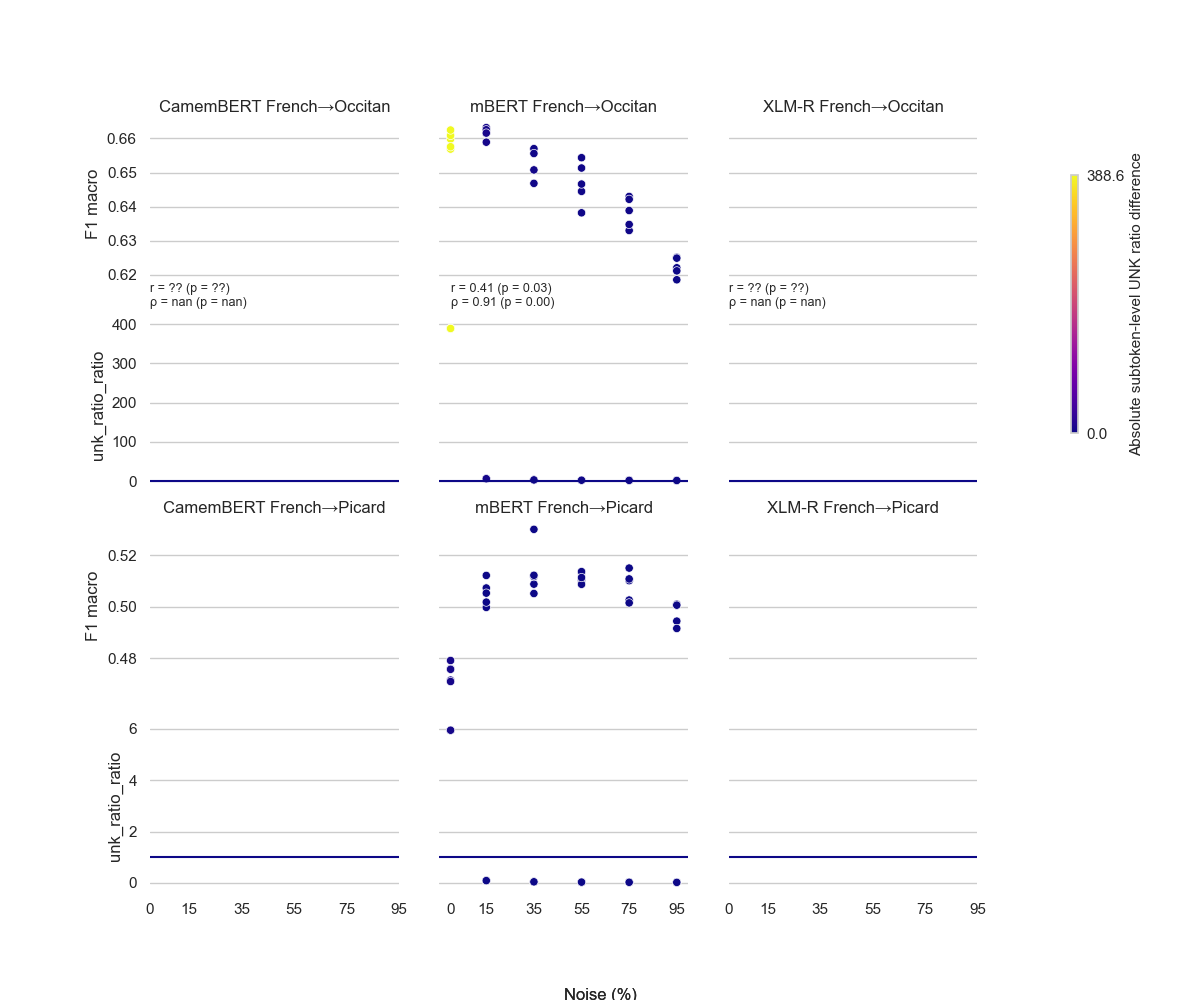 CamemBERT French→Occitan
mBERT French→Occitan
XLM-R French→Occitan
F1 macro
0.66
0.65
0.64
0.63
0.62
r = ?? (p = ??)
ρ = nan (p = nan)
r = 0.41 (p = 0.03)
ρ = 0.91 (p = 0.00)
r = ?? (p = ??)
ρ = nan (p = nan)
unk_ratio_ratio
400
300
200
100
0
388.6
0.0
Absolute subtoken-level UNK ratio difference
CamemBERT French→Picard
mBERT French→Picard
XLM-R French→Picard
F1 macro
0.52
0.50
0.48
unk_ratio_ratio
6
4
2
0
0 15 35 55 75 95
0 15 35 55 75 95
0 15 35 55 75 95
Noise (%)